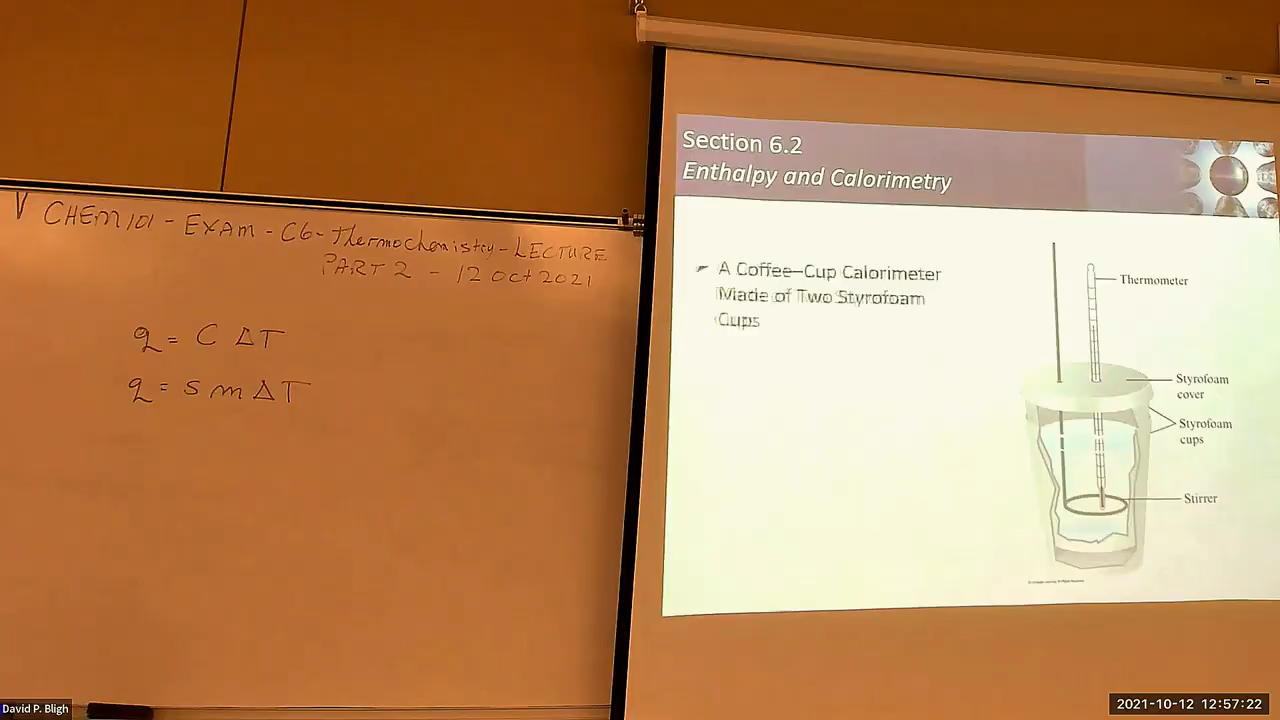 V CHEM 101 - EXAM - C6 - Thermochemistry - LECTURE
PART 2 - 12 Oct 2021
q = C ΔT
q = s m ΔT
Section 6.2
Enthalpy and Calorimetry
A Coffee–Cup Calorimeter
Made of Two Styrofoam
Cups
Thermometer
Styrofoam
cover
Styrofoam
cups
Stirrer
David P. Bligh
2021-10-12 12:57:22